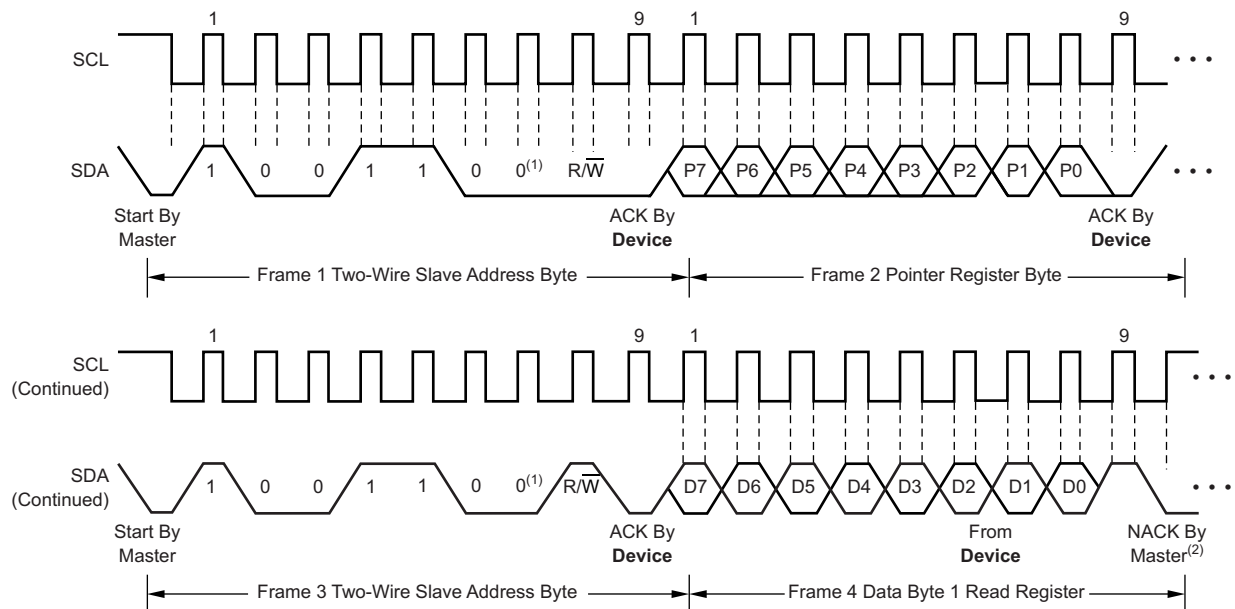 1 9 1 9
SCL
SDA 1 0 0 1 1 0 0(1) R/W̅ P7 P6 P5 P4 P3 P2 P1 P0
Start By
Master
ACK By
Device
ACK By
Device
Frame 1 Two-Wire Slave Address Byte
Frame 2 Pointer Register Byte
1 9 1 9
SCL
(Continued)
SDA
(Continued)
1 0 0 1 1 0 0(1) R/W̅ D7 D6 D5 D4 D3 D2 D1 D0
Start By
Master
ACK By
Device
From
Device
NACK By
Master(2)
Frame 3 Two-Wire Slave Address Byte
Frame 4 Data Byte 1 Read Register